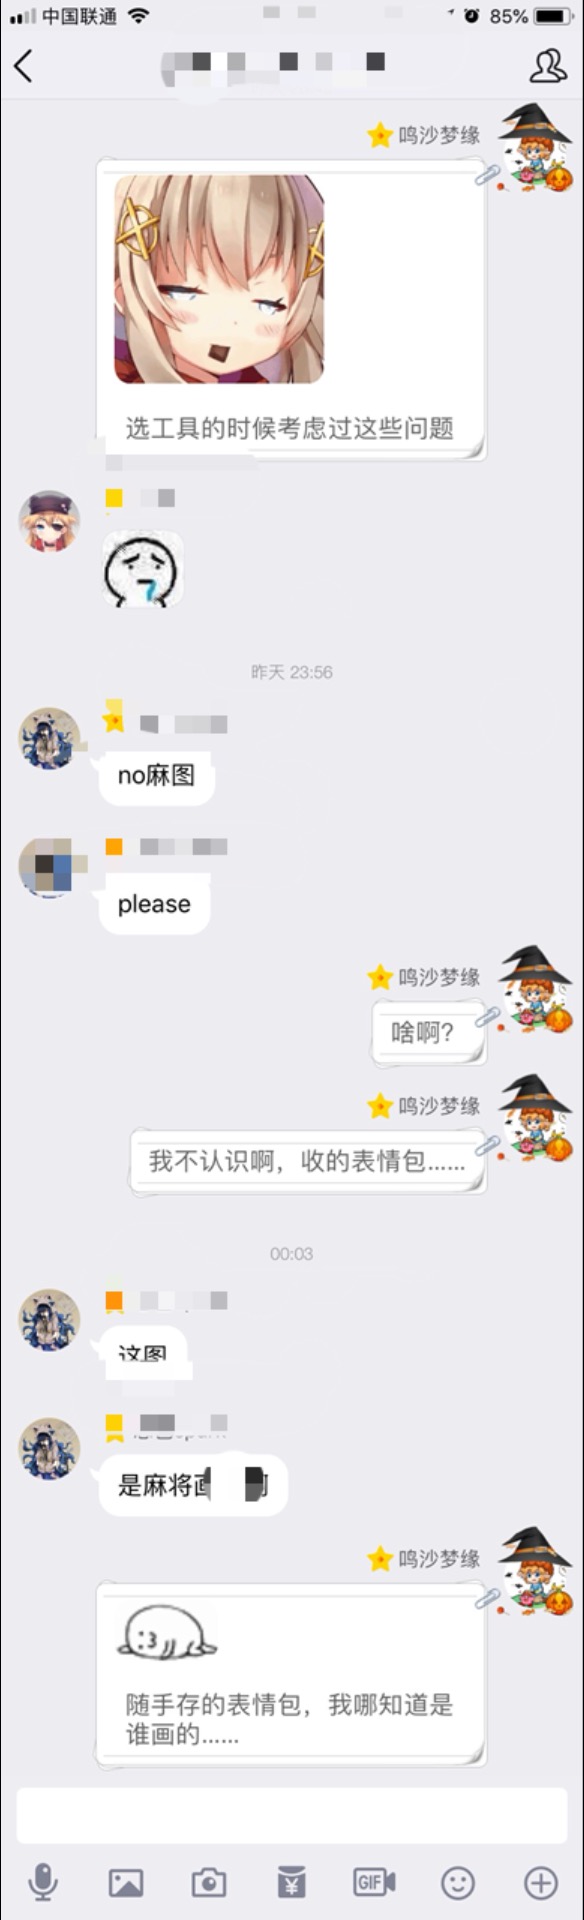 中国联通
85%
鸣沙梦缘
选工具的时候考虑过这些问题
昨天 23:56
no麻图
please
鸣沙梦缘
啥啊？
鸣沙梦缘
我不认识啊，收的表情包……
00:03
这图
是麻将画
鸣沙梦缘
随手存的表情包，我哪知道是
谁画的……
GIF